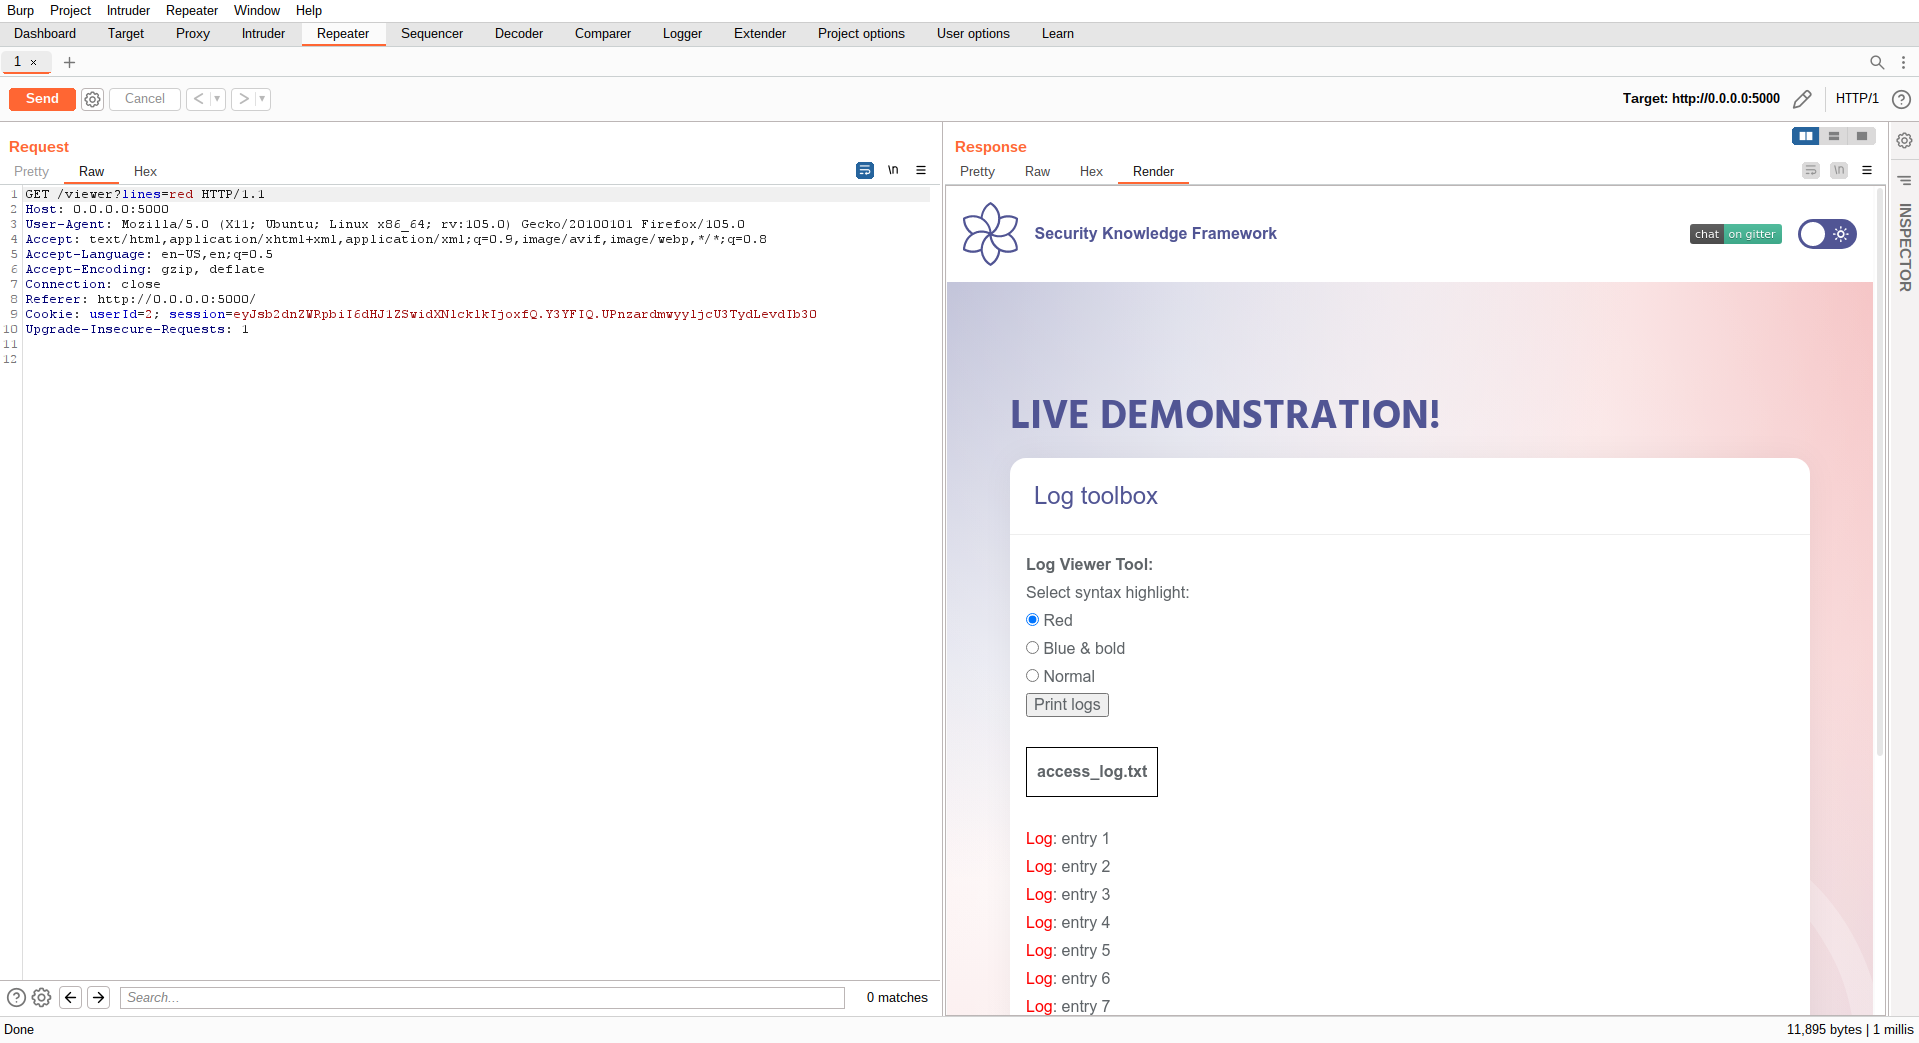 Burp Project Intruder Repeater Window Help
Dashboard Target Proxy Intruder Repeater Sequencer Decoder Comparer Logger Extender Project options User options Learn
1 ×
Send Cancel < > Target: http://0.0.0.0:5000 HTTP/1 ?
Request
Pretty Raw Hex \n
1 GET /viewer?lines=red HTTP/1.1
2 Host: 0.0.0.0:5000
3 User-Agent: Mozilla/5.0 (X11; Ubuntu; Linux x86_64; rv:105.0) Gecko/20100101 Firefox/105.0
4 Accept: text/html,application/xhtml+xml,application/xml;q=0.9,image/avif,image/webp,*/*;q=0.8
5 Accept-Language: en-US,en;q=0.5
6 Accept-Encoding: gzip, deflate
7 Connection: close
8 Referer: http://0.0.0.0:5000/
9 Cookie: userId=2; session=
10 Upgrade-Insecure-Requests: 1
11
12
? Search... 0 matches
Response
Pretty Raw Hex Render \n
Security Knowledge Framework
chat on gitter
LIVE DEMONSTRATION!
Log toolbox
Log Viewer Tool:
Select syntax highlight:
Red
Blue & bold
Normal
Print logs
access_log.txt
Log: entry 1
Log: entry 2
Log: entry 3
Log: entry 4
Log: entry 5
Log: entry 6
Log: entry 7
INSPECTOR
Done
11,895 bytes | 1 millis